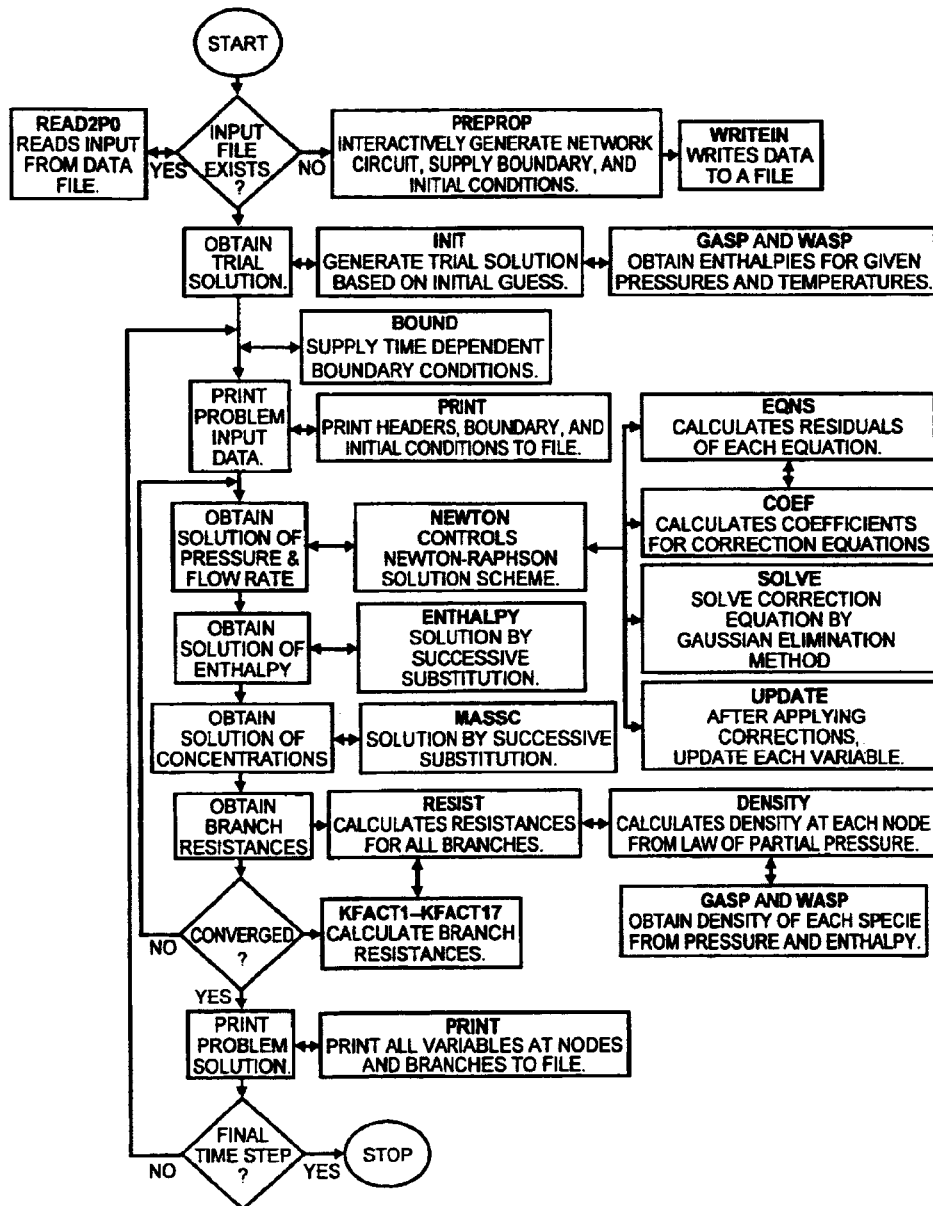 START
READ2P0
READS INPUT
FROM DATA
FILE.
YES
INPUT
FILE
EXISTS
?
NO
PREPROP
INTERACTIVELY GENERATE NETWORK
CIRCUIT, SUPPLY BOUNDARY, AND
INITIAL CONDITIONS.
WRITEIN
WRITES DATA
TO A FILE
OBTAIN
TRIAL
SOLUTION.
INIT
GENERATE TRIAL SOLUTION
BASED ON INITIAL GUESS.
GASP AND WASP
OBTAIN ENTHALPIES FOR GIVEN
PRESSURES AND TEMPERATURES.
BOUND
SUPPLY TIME DEPENDENT
BOUNDARY CONDITIONS.
PRINT
PROBLEM
INPUT
DATA.
PRINT
PRINT HEADERS, BOUNDARY, AND
INITIAL CONDITIONS TO FILE.
EQNS
CALCULATES RESIDUALS
OF EACH EQUATION.
OBTAIN
SOLUTION OF
PRESSURE &
FLOW RATE
NEWTON
CONTROLS
NEWTON-RAPHSON
SOLUTION SCHEME.
COEF
CALCULATES COEFFICIENTS
FOR CORRECTION EQUATIONS
SOLVE
SOLVE CORRECTION
EQUATION BY
GAUSSIAN ELIMINATION
METHOD
OBTAIN
SOLUTION OF
ENTHALPY
ENTHALPY
SOLUTION BY
SUCCESSIVE
SUBSTITUTION.
UPDATE
AFTER APPLYING
CORRECTIONS,
UPDATE EACH VARIABLE.
OBTAIN
SOLUTION OF
CONCENTRATIONS
MASSC
SOLUTION BY SUCCESSIVE
SUBSTITUTION.
OBTAIN
BRANCH
RESISTANCES
RESIST
CALCULATES RESISTANCES
FOR ALL BRANCHES.
DENSITY
CALCULATES DENSITY AT EACH NODE
FROM LAW OF PARTIAL PRESSURE.
NO
CONVERGED
?
YES
KFACT1–KFACT17
CALCULATE BRANCH
RESISTANCES.
GASP AND WASP
OBTAIN DENSITY OF EACH SPECIE
FROM PRESSURE AND ENTHALPY.
PRINT
PROBLEM
SOLUTION.
PRINT
PRINT ALL VARIABLES AT NODES
AND BRANCHES TO FILE.
NO
FINAL
TIME STEP
?
YES
STOP